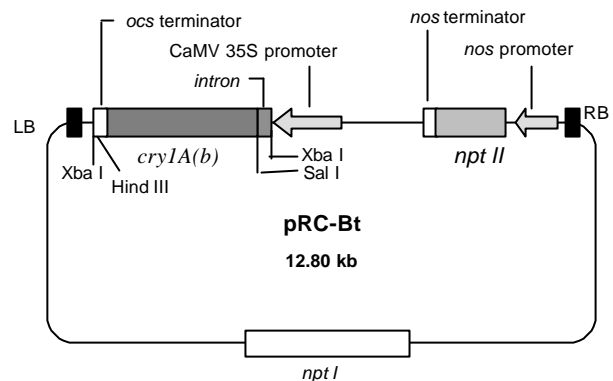 ocs terminator
nos terminator
CaMV 35S promoter
nos promoter
intron
LB
RB
cry1A(b)
Xba I
npt II
Xba I
Hind III
Sal I
pRC-Bt
12.80 kb
npt I